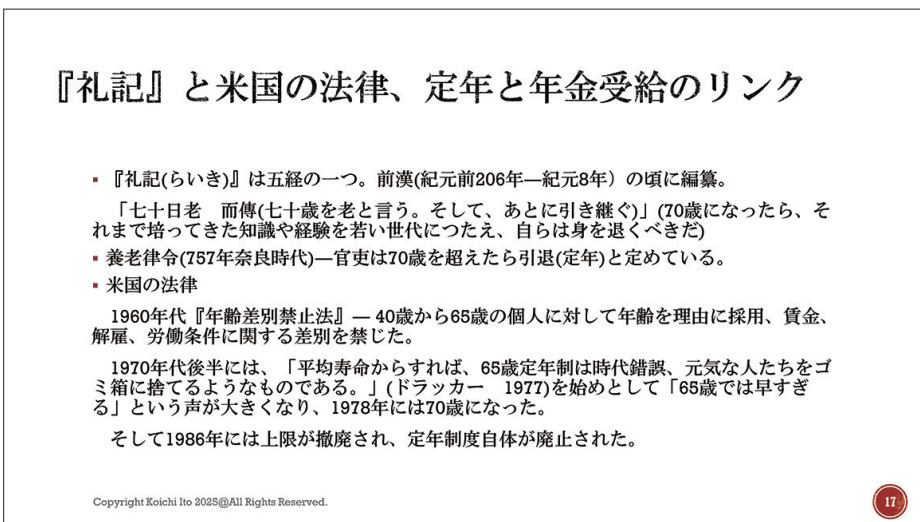 『礼記』と米国の法律、定年と年金受給のリンク
▪ 『礼記(らいき)』は五経の一つ。前漢(紀元前206年―紀元8年）の頃に編纂。
「七十日老　而傳(七十歳を老と言う。そして、あとに引き継ぐ)」(70歳になったら、そ
れまで培ってきた知識や経験を若い世代につたえ、自らは身を退くべきだ)
▪ 養老律令(757年奈良時代)―官吏は70歳を超えたら引退(定年)と定めている。
▪ 米国の法律
1960年代『年齢差別禁止法』― 40歳から65歳の個人に対して年齢を理由に採用、賃金、
解雇、労働条件に関する差別を禁じた。
1970年代後半には、「平均寿命からすれば、65歳定年制は時代錯誤、元気な人たちをゴ
ミ箱に捨てるようなものである。」(ドラッカー　1977)を始めとして「65歳では早すぎ
る」という声が大きくなり、1978年には70歳になった。
そして1986年には上限が撤廃され、定年制度自体が廃止された。
Copyright Koichi Ito 2025@All Rights Reserved.
17